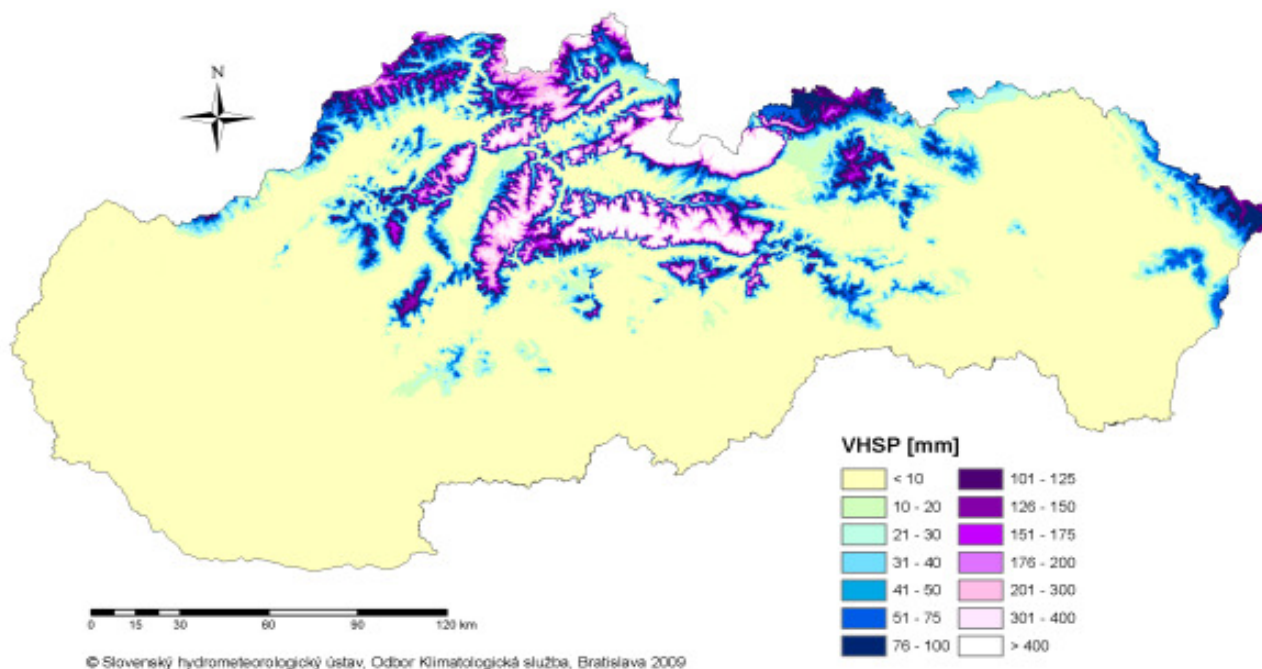 N
VHSP [mm]
< 10
10 - 20
21 - 30
31 - 40
41 - 50
51 - 75
76 - 100
101 - 125
126 - 150
151 - 175
176 - 200
201 - 300
301 - 400
> 400
0 15 30 60 90 120 km
© Slovenský hydrometeorologický ústav, Odbor Klimatologická služba, Bratislava 2009